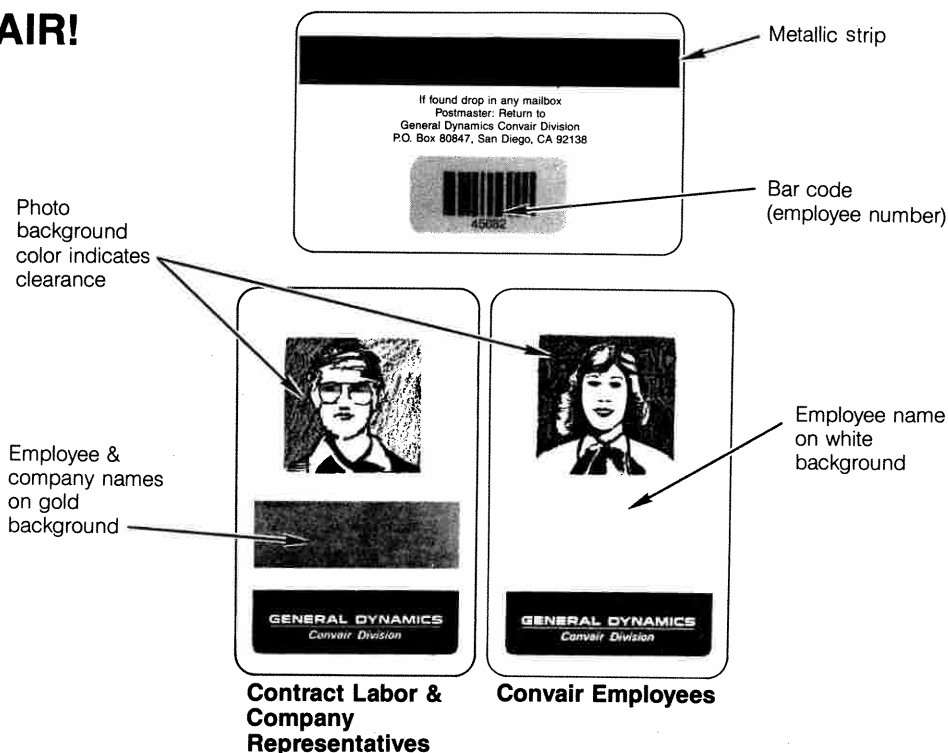 AIR!
Metallic strip
If found drop in any mailbox
Postmaster: Return to
General Dynamics Convair Division
P.O. Box 80847, San Diego, CA 92138
Bar code
(employee number)
45682
Photo
background
color indicates
clearance
Employee name
on white
background
Employee &
company names
on gold
background
GENERAL DYNAMICS
Convair Division
GENERAL DYNAMICS
Convair Division
Contract Labor &
Company
Representatives
Convair Employees